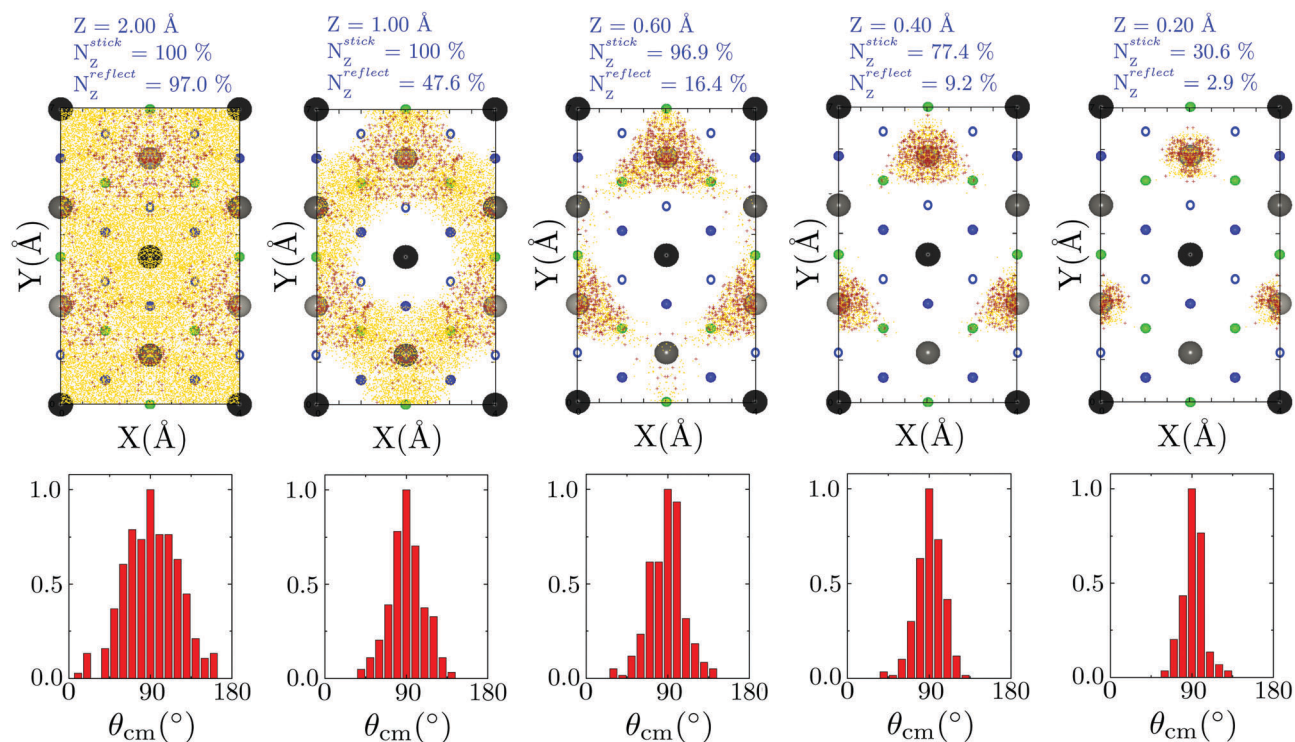 Z = 2.00 Å
N_Z^stick = 100 %
N_Z^reflect = 97.0 %
Z = 1.00 Å
N_Z^stick = 100 %
N_Z^reflect = 47.6 %
Z = 0.60 Å
N_Z^stick = 96.9 %
N_Z^reflect = 16.4 %
Z = 0.40 Å
N_Z^stick = 77.4 %
N_Z^reflect = 9.2 %
Z = 0.20 Å
N_Z^stick = 30.6 %
N_Z^reflect = 2.9 %
Y(Å)
Y(Å)
Y(Å)
Y(Å)
Y(Å)
X(Å)
X(Å)
X(Å)
X(Å)
X(Å)
1.0
0.5
0.0
0 90 180
θcm(°)
1.0
0.5
0.0
0 90 180
θcm(°)
1.0
0.5
0.0
0 90 180
θcm(°)
1.0
0.5
0.0
0 90 180
θcm(°)
1.0
0.5
0.0
0 90 180
θcm(°)